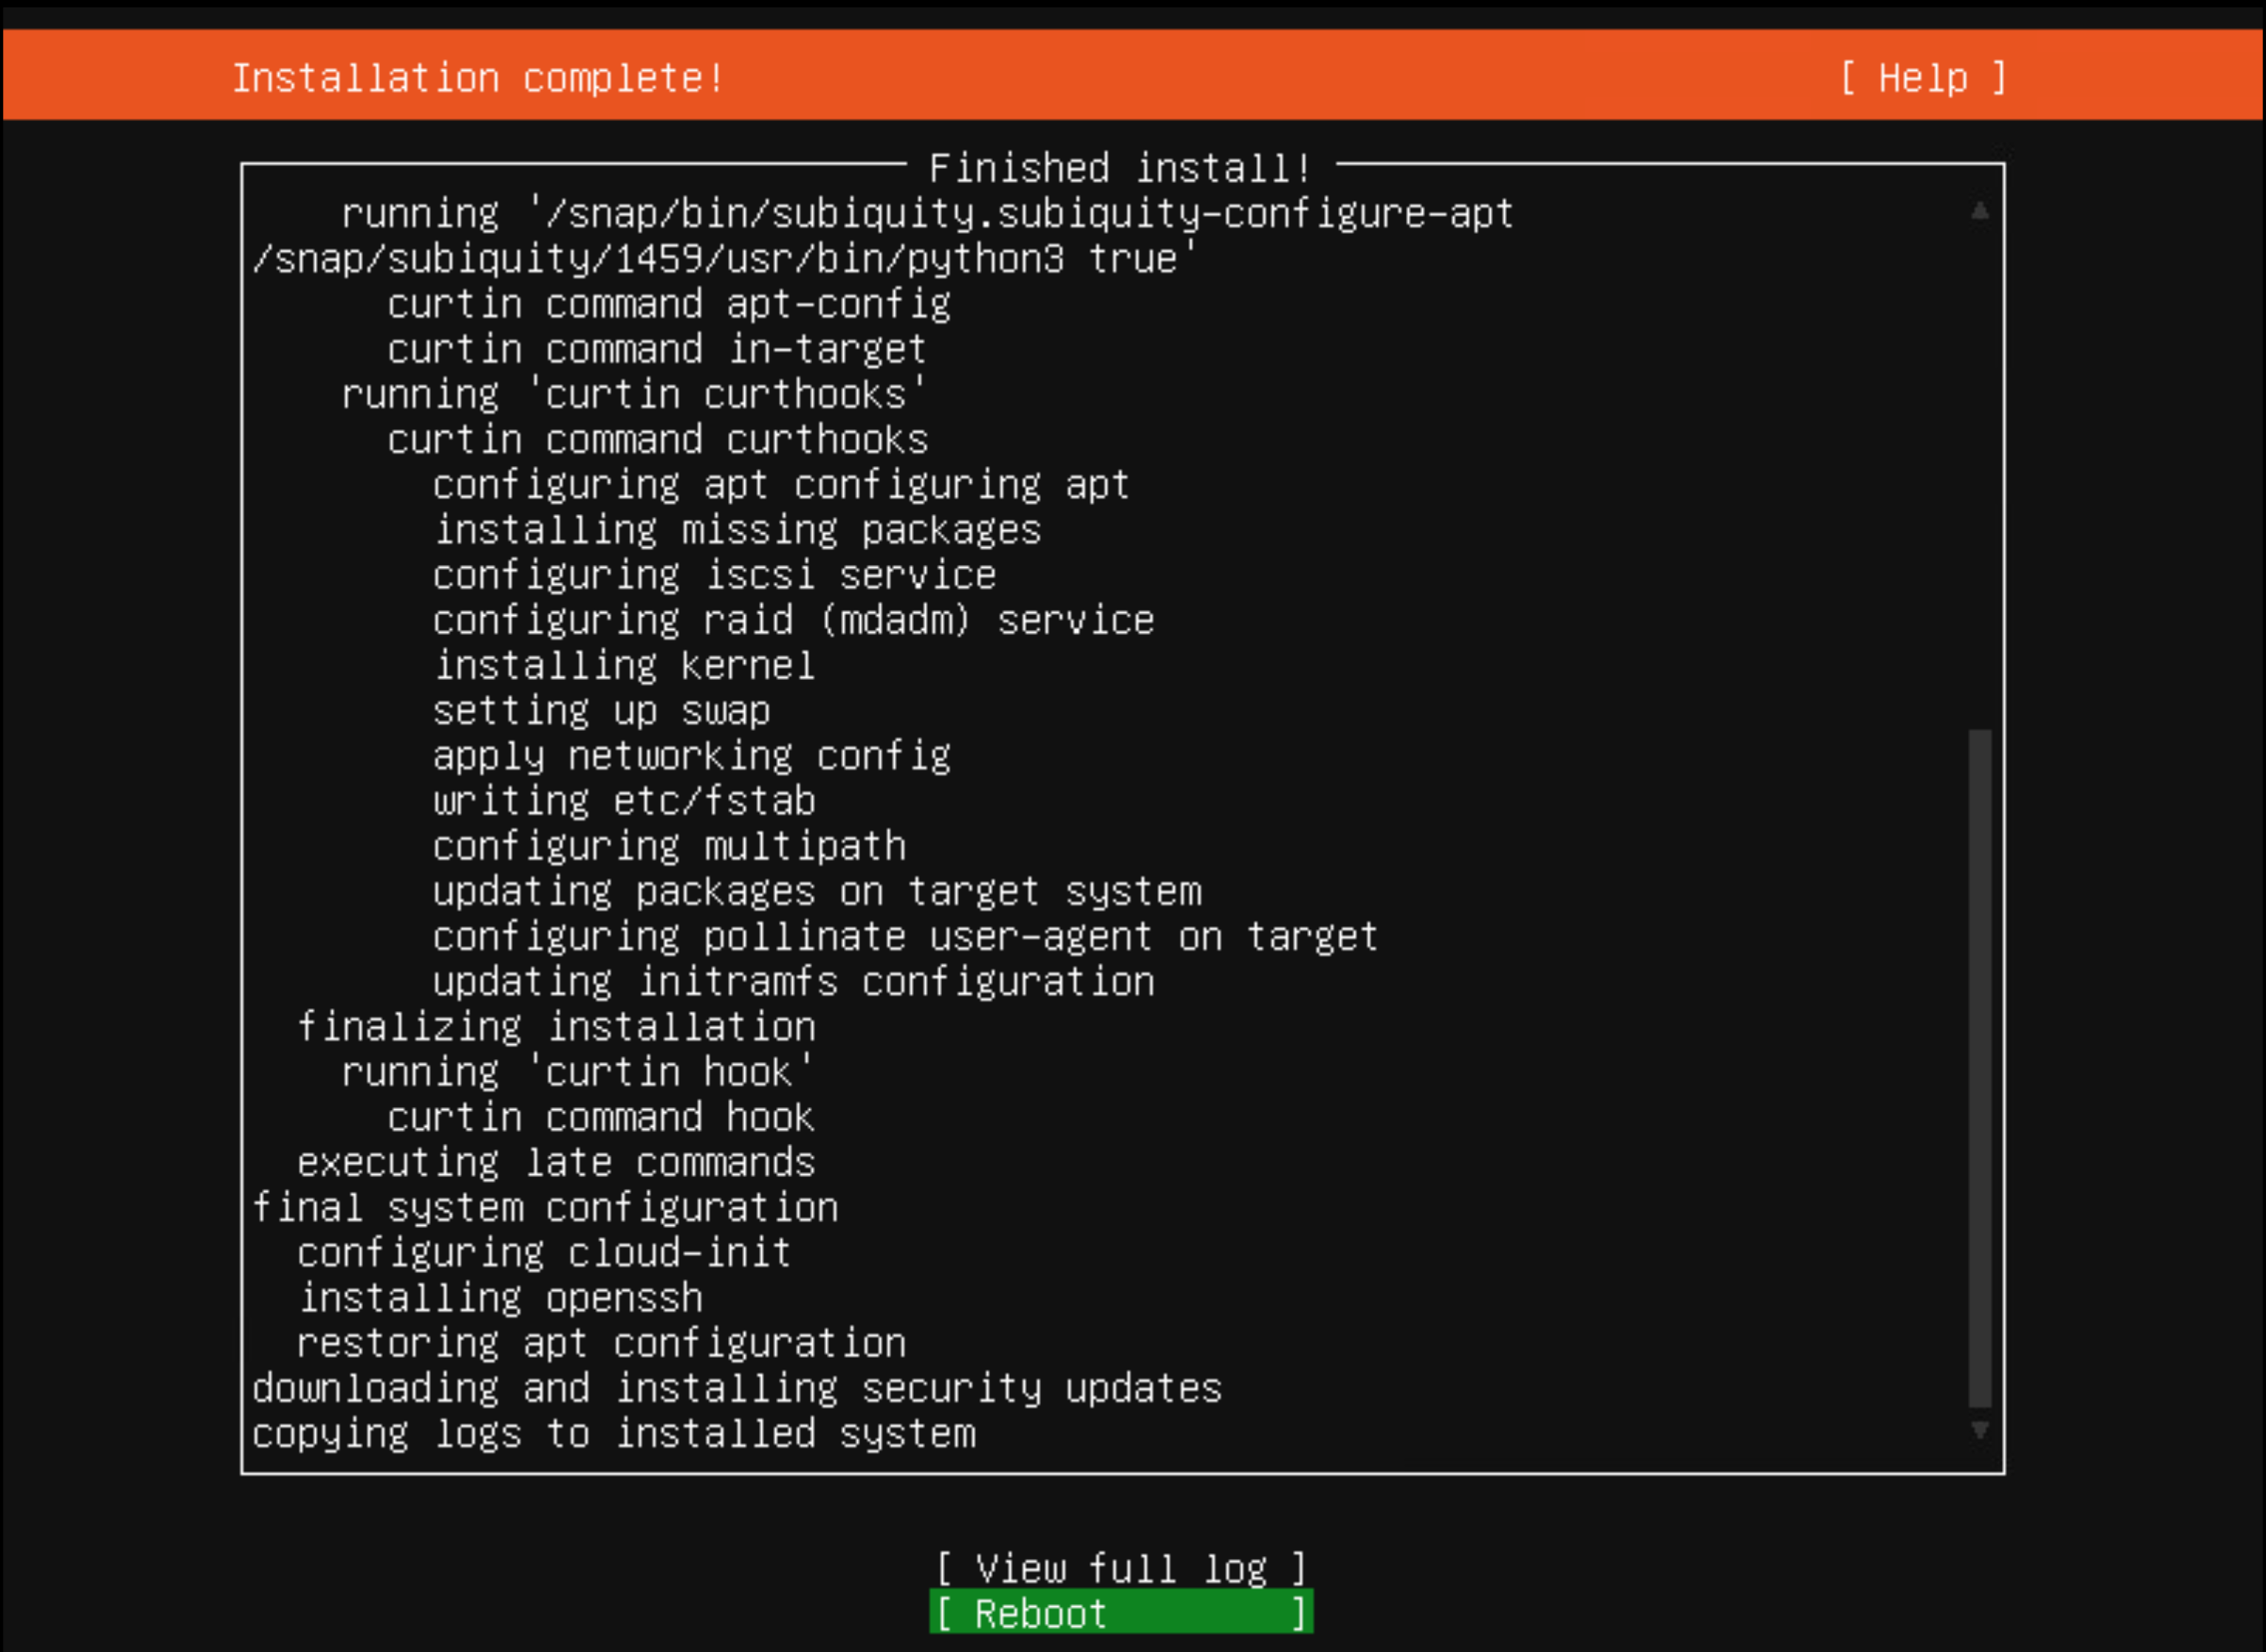 Installation complete! [ Help ]
Finished install!
running '/snap/bin/subiquity.subiquity-configure-apt
/snap/subiquity/1459/usr/bin/python3 true'
curtin command apt-config
curtin command in-target
running 'curtin curthooks'
curtin command curthooks
configuring apt configuring apt
installing missing packages
configuring iscsi service
configuring raid (mdadm) service
installing kernel
setting up swap
apply networking config
writing etc/fstab
configuring multipath
updating packages on target system
configuring pollinate user-agent on target
updating initramfs configuration
finalizing installation
running 'curtin hook'
curtin command hook
executing late commands
final system configuration
configuring cloud-init
installing openssh
restoring apt configuration
downloading and installing security updates
copying logs to installed system
[ View full log ]
[ Reboot ]